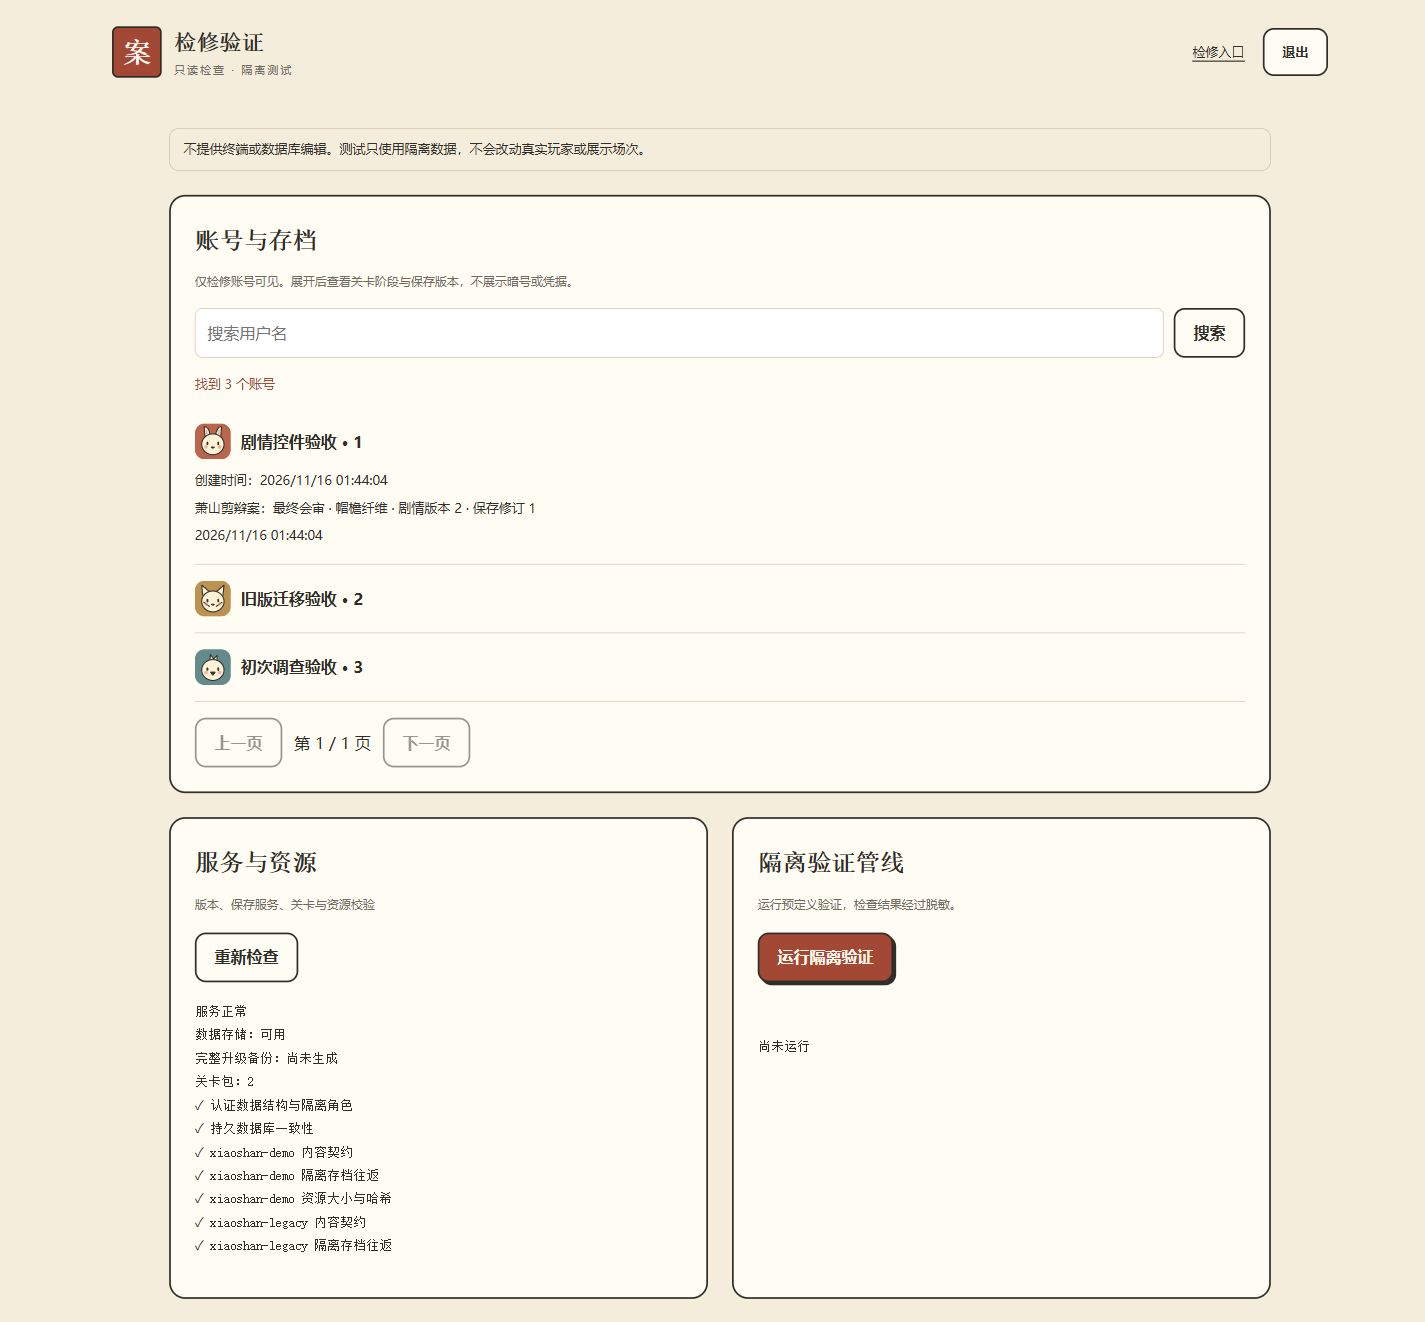 案
检修验证
只读检查 · 隔离测试
检修入口
退出
不提供终端或数据库编辑。测试只使用隔离数据，不会改动真实玩家或展示场次。
账号与存档
仅检修账号可见。展开后查看关卡阶段与保存版本，不展示暗号或凭据。
搜索用户名
搜索
找到 3 个账号
剧情控件验收 • 1
创建时间：2026/11/16 01:44:04
萧山剪辫案：最终会审 · 帽檐纤维 · 剧情版本 2 · 保存修订 1
2026/11/16 01:44:04
旧版迁移验收 • 2
初次调查验收 • 3
上一页
第 1 / 1 页
下一页
服务与资源
版本、保存服务、关卡与资源校验
重新检查
服务正常
数据存储：可用
完整升级备份：尚未生成
关卡包：2
✓ 认证数据结构与隔离角色
✓ 持久数据库一致性
✓ xiaoshan-demo 内容契约
✓ xiaoshan-demo 隔离存档往返
✓ xiaoshan-demo 资源大小与哈希
✓ xiaoshan-legacy 内容契约
✓ xiaoshan-legacy 隔离存档往返
隔离验证管线
运行预定义验证，检查结果经过脱敏。
运行隔离验证
尚未运行